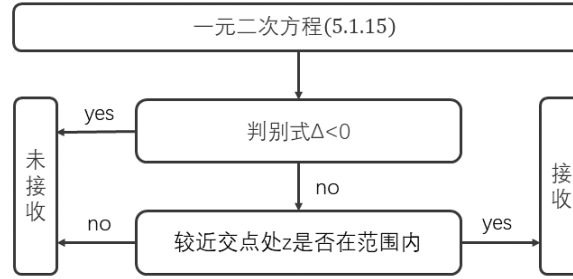 一元二次方程(5.1.15)
yes
判别式Δ<0
未接收
接收
no
no
较近交点处z是否在范围内
yes